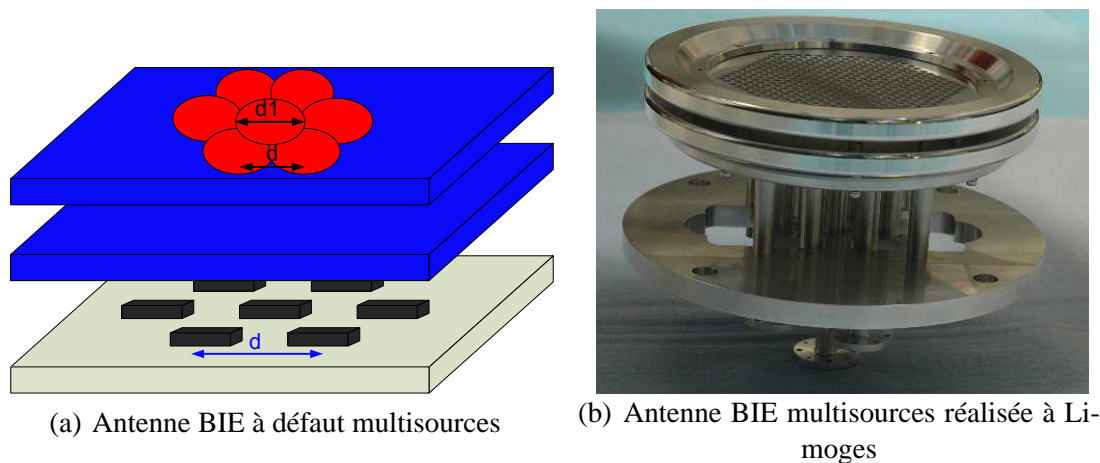 d1
d
d
(a) Antenne BIE à défaut multisources
(b) Antenne BIE multisources réalisée à Li-
moges